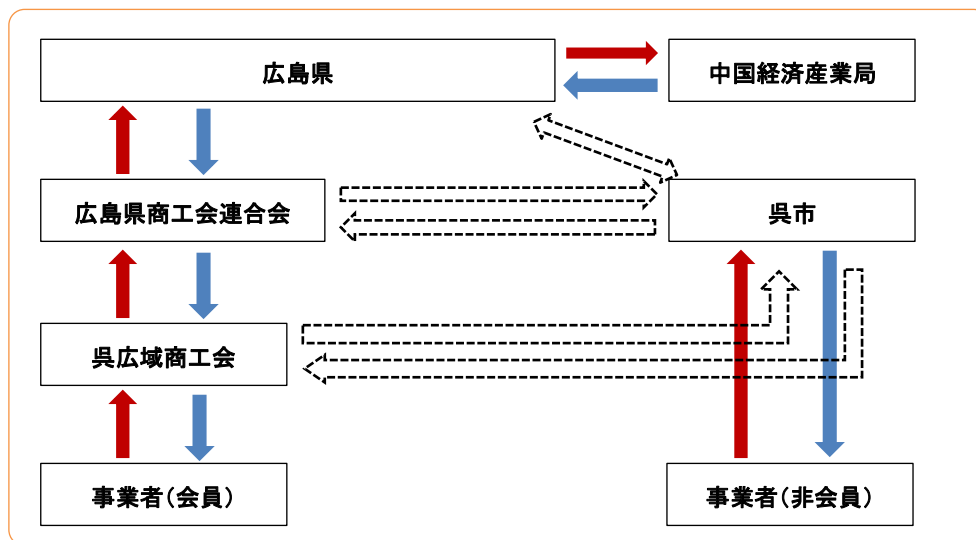 広島県
中国経済産業局
広島県商工会連合会
呉市
呉広域商工会
事業者(会員)
事業者(非会員)